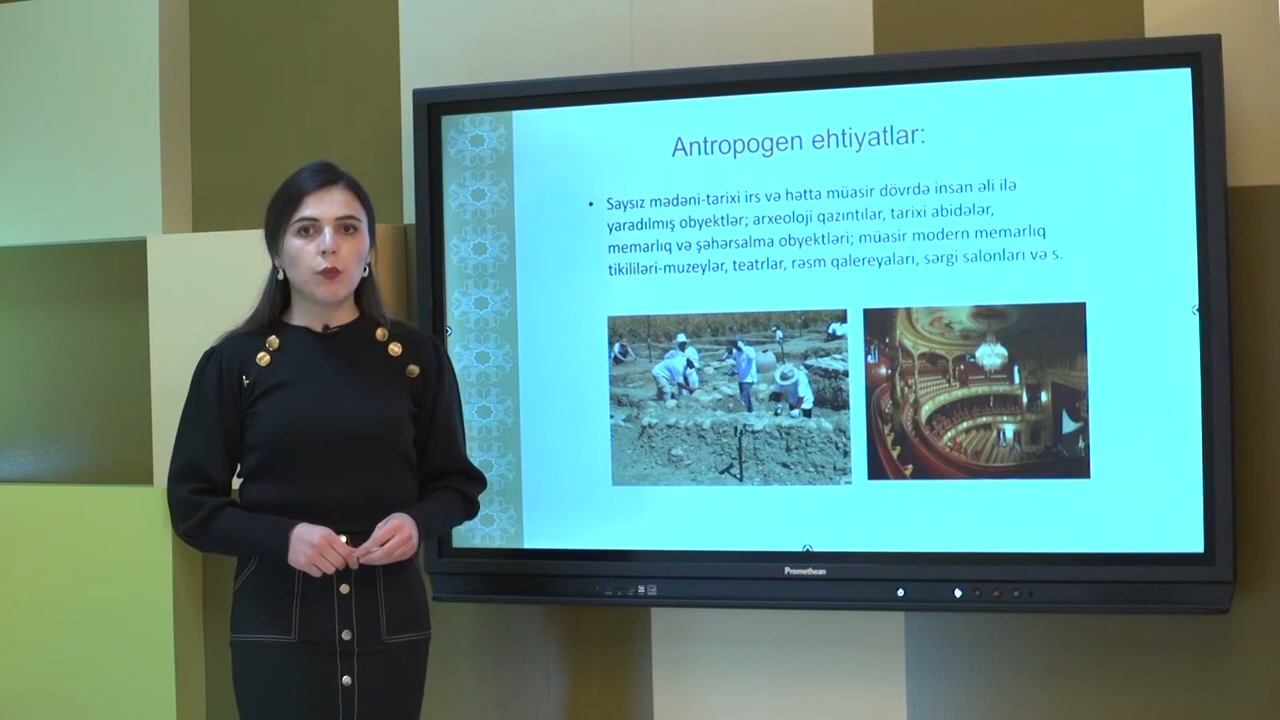 Antropogen ehtiyatlar:
• Saysız mədəni-tarixi irs və hətta müasir dövrdə insan əli ilə
yaradılmış obyektlər; arxeoloji qazıntılar, tarixi abidələr,
memarlıq və şəhərsalma obyektləri; müasir modern memarlıq
tikililəri-muzeylər, teatrlar, rəsm qalereyaları, sərgi salonları və s.
Promethean